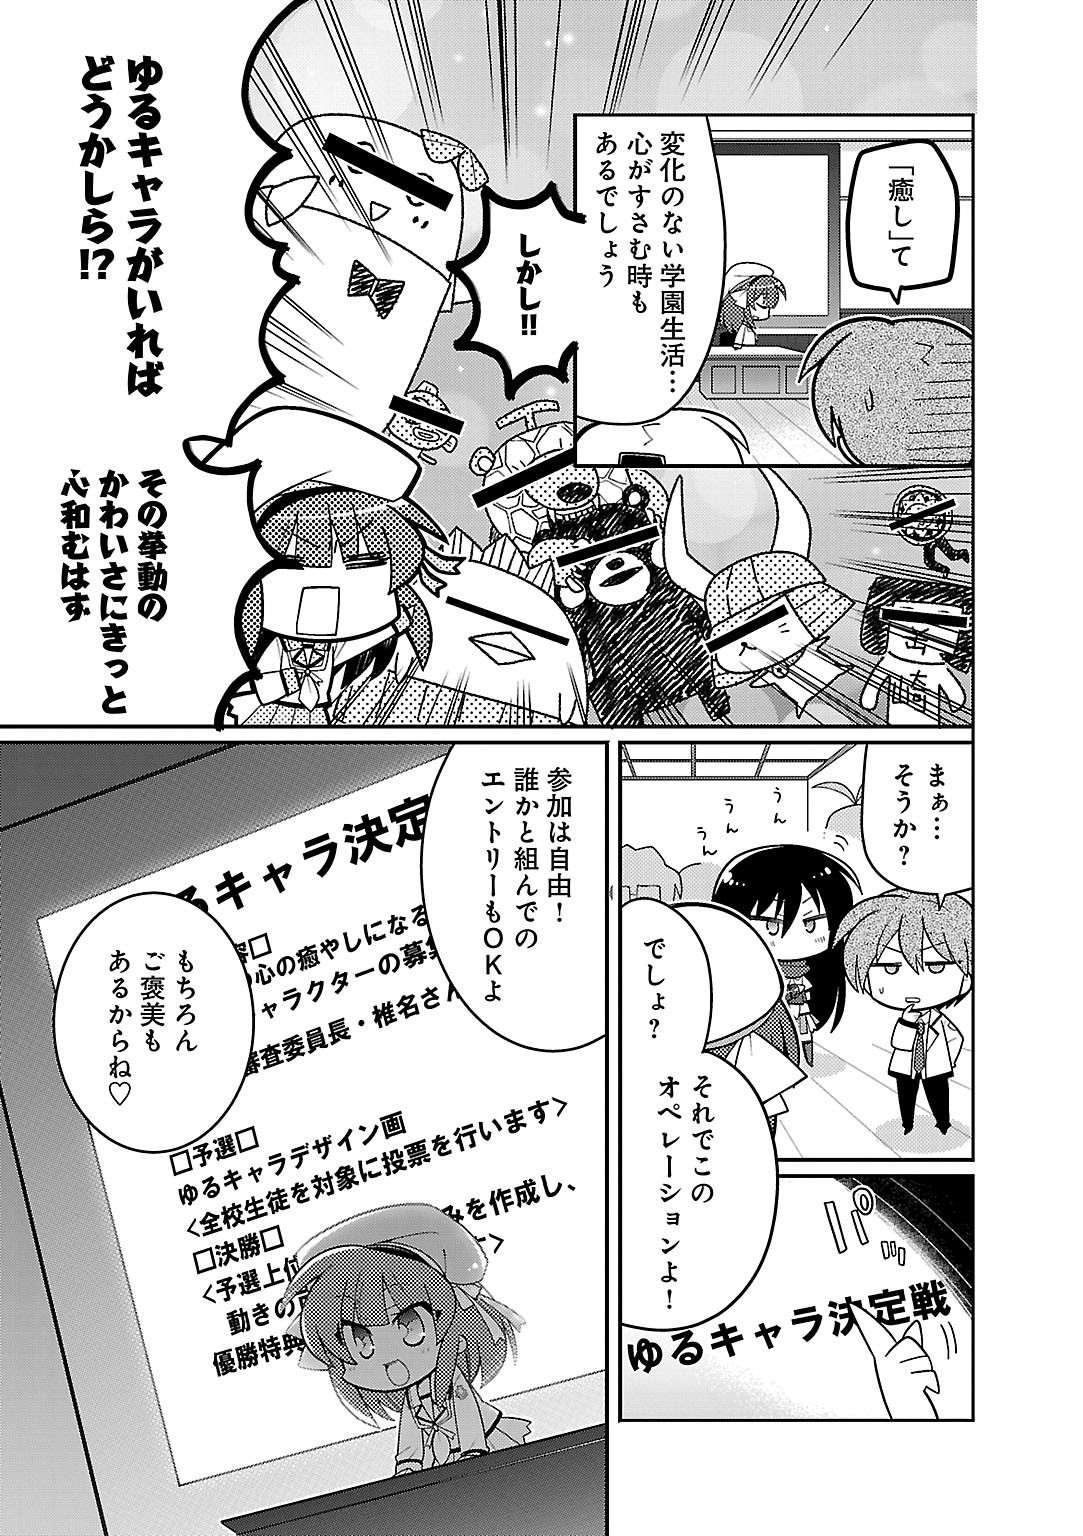 「癒し」て
変化のない学園生活…
心がすさむ時も
あるでしょう
しかし!!
ゆるキャラがいれば
どうかしら!?
その挙動の
かわいさにきっと
心和むはず
まぁ…
そうか?
うん
うん
うん
うん
でしょ?
それでこの
オペレーションよ!
パッ
ゆるキャラ決定戦
参加は自由!
誰かと組んでの
エントリーもOKよ
るキャラ決定
容□
の心の癒やしになる
ャラクターの募集
審査委員長・椎名さん
□予選□
ゆるキャラデザイン画
<全校生徒を対象に投票を行います>
□決勝□
<予選上位
みを作成し、
動きの
す>
優勝特典
もちろん
ご褒美も
あるからね♡